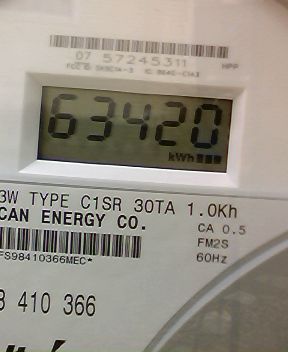 07 57245311
HPP
63420
kWh
3W TYPE C1SR 30TA 1.0Kh
CAN ENERGY CO.
CA 0.5
FM2S
60Hz
FS98410366MEC*
410 366